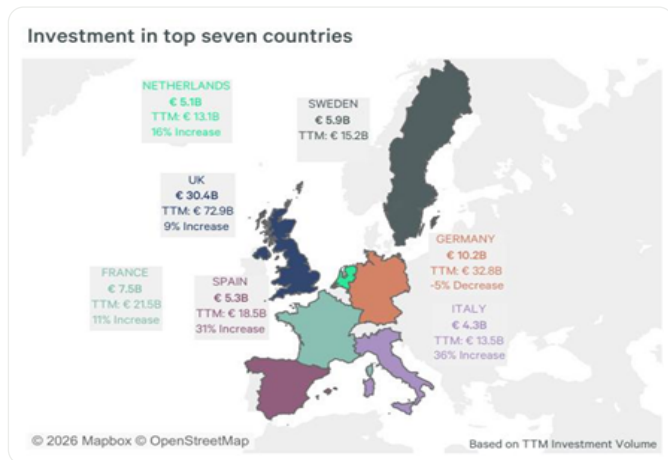 Investment in top seven countries
NETHERLANDS
€ 5.1B
TTM: € 13.1B
16% Increase
SWEDEN
€ 5.9B
TTM: € 15.2B
UK
€ 30.4B
TTM: € 72.9B
9% Increase
GERMANY
€ 10.2B
TTM: € 32.8B
-5% Decrease
FRANCE
€ 7.5B
TTM: € 21.5B
11% Increase
SPAIN
€ 5.3B
TTM: € 18.5B
31% Increase
ITALY
€ 4.3B
TTM: € 13.5B
36% Increase
© 2026 Mapbox © OpenStreetMap
Based on TTM Investment Volume